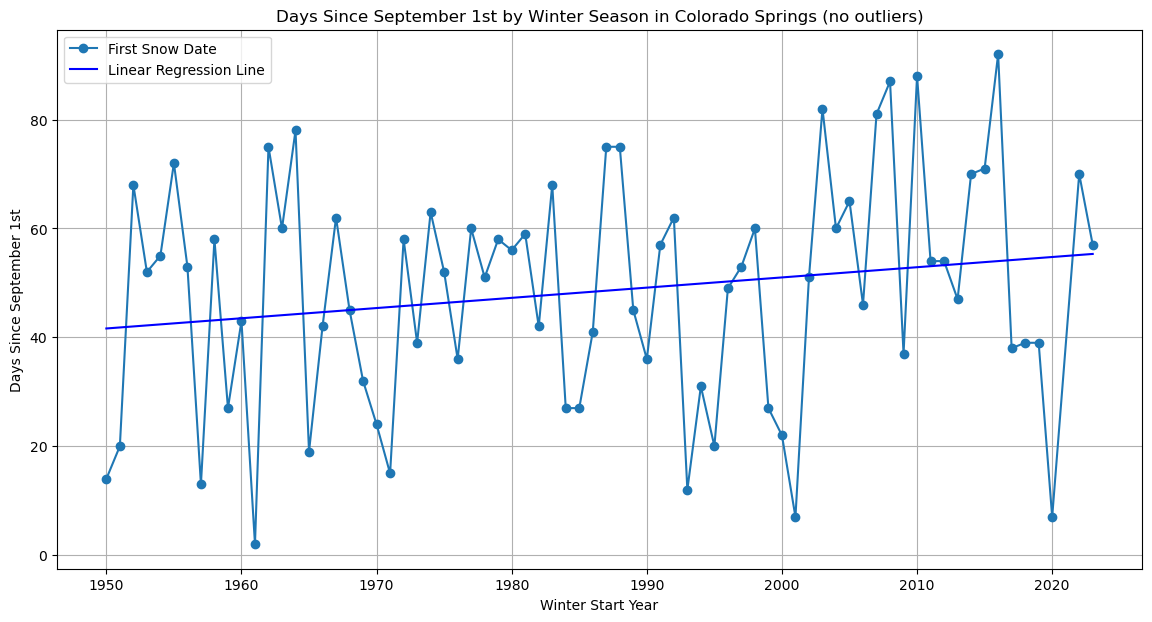 Days Since September 1st by Winter Season in Colorado Springs (no outliers)
First Snow Date
Linear Regression Line
Days Since September 1st
80
60
40
20
0
1950 1960 1970 1980 1990 2000 2010 2020
Winter Start Year